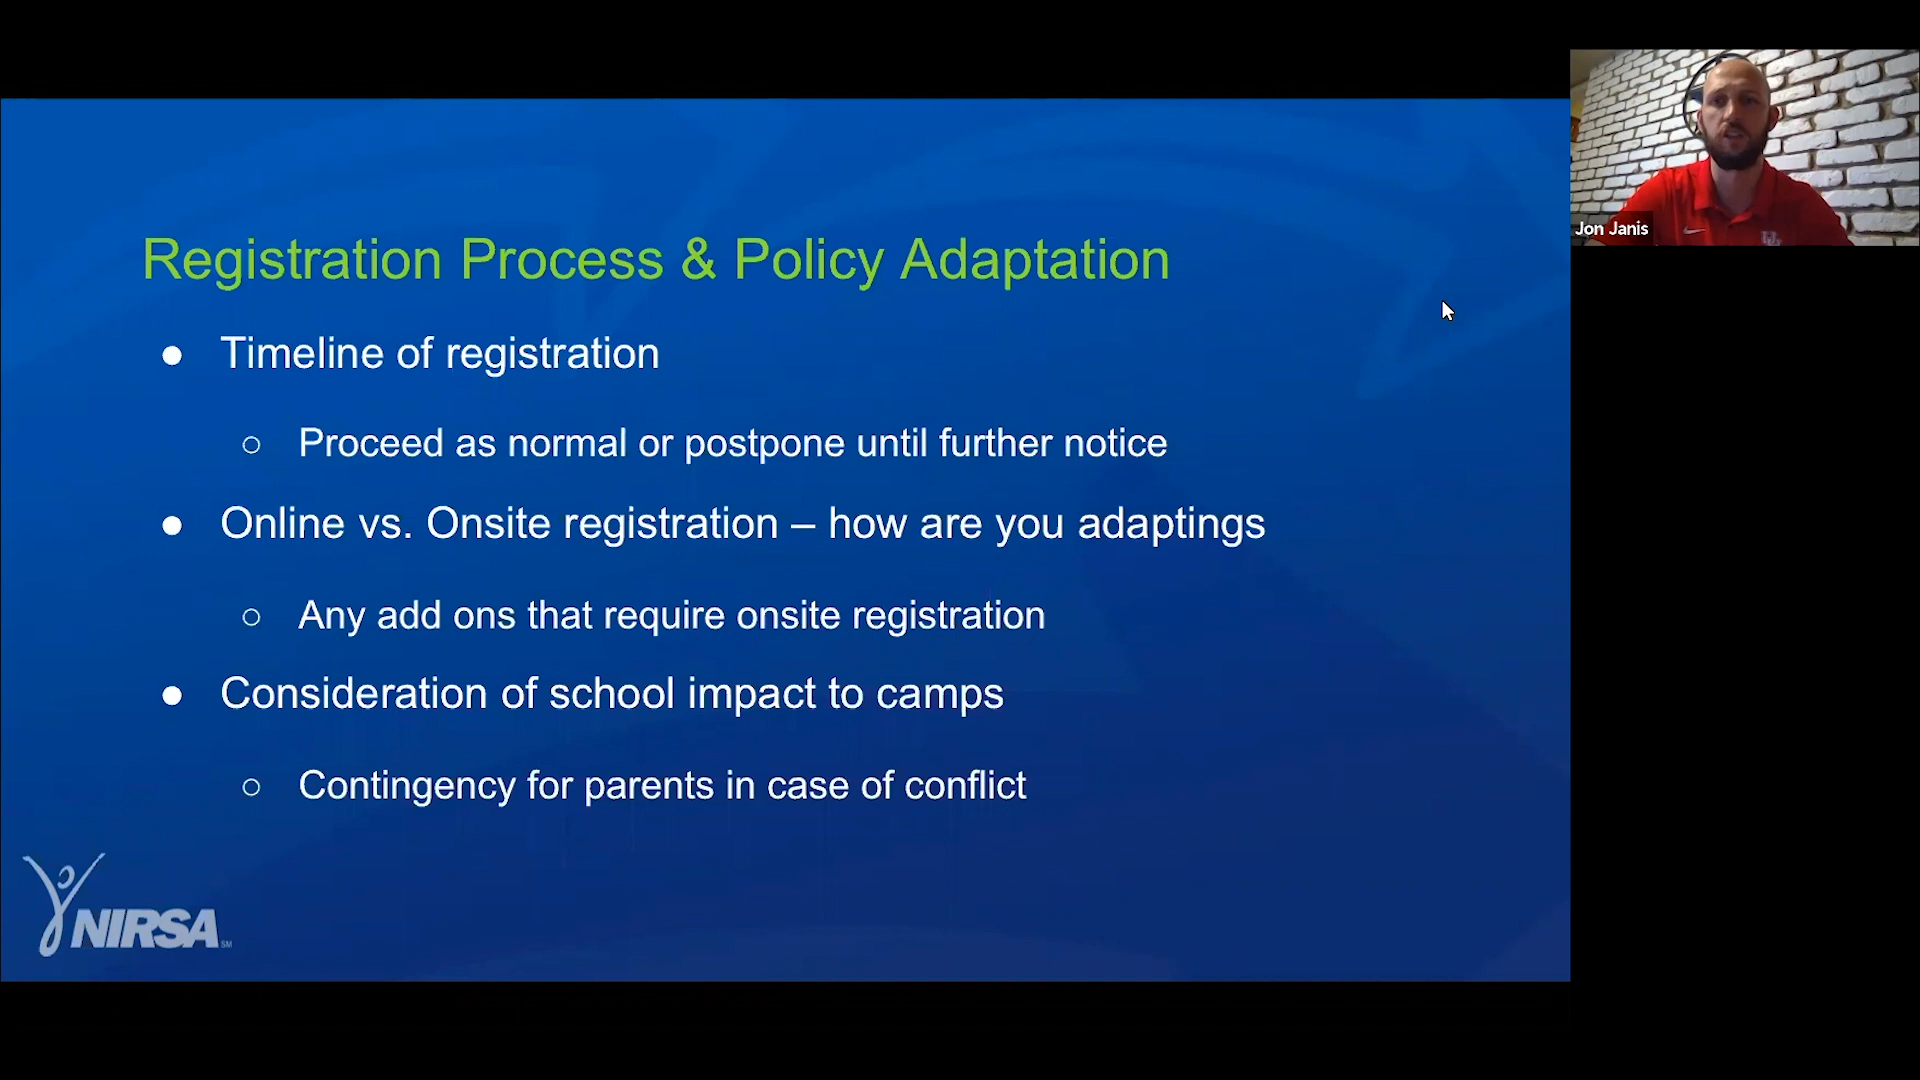 Registration Process & Policy Adaptation
● Timeline of registration
○ Proceed as normal or postpone until further notice
● Online vs. Onsite registration – how are you adaptings
○ Any add ons that require onsite registration
● Consideration of school impact to camps
○ Contingency for parents in case of conflict
NIRSA SM
Jon Janis